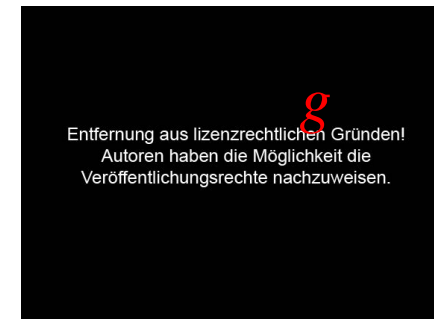 g
Entfernung aus lizenzrechtlichen Gründen!
Autoren haben die Möglichkeit die
Veröffentlichungsrechte nachzuweisen.